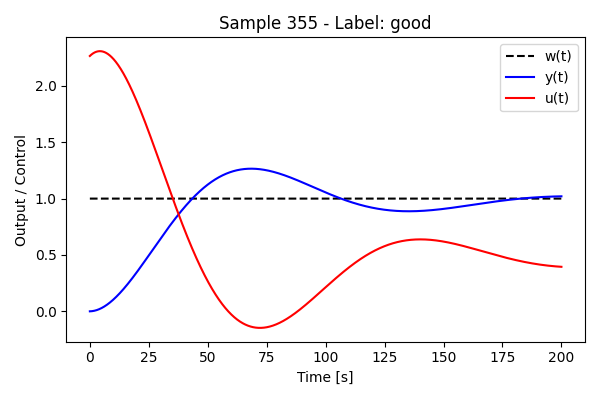 Sample 355 - Label: good
w(t)
y(t)
u(t)
Output / Control
2.0
1.5
1.0
0.5
0.0
0 25 50 75 100 125 150 175 200
Time [s]